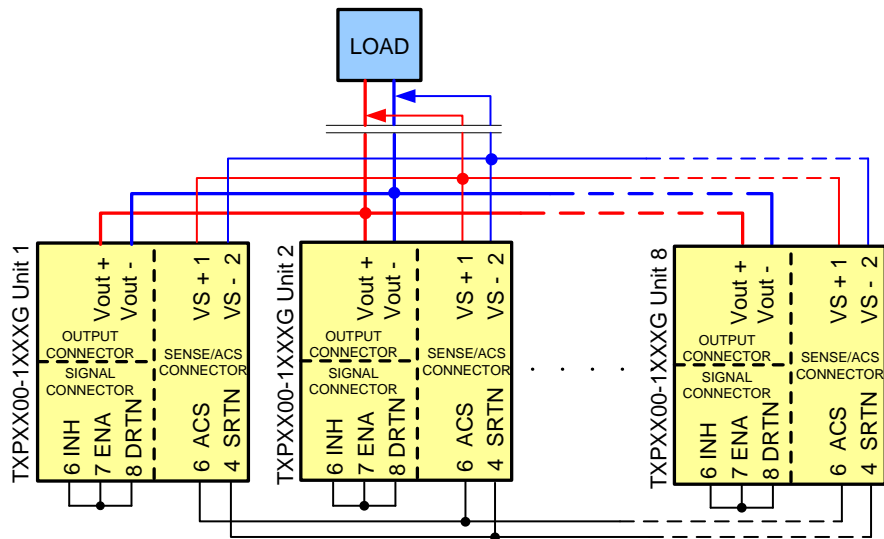 LOAD
TXPXX00-1XXXG Unit 1
Vout +
Vout -
VS + 1
VS - 2
OUTPUT
CONNECTOR
SIGNAL
CONNECTOR
SENSE/ACS
CONNECTOR
6 INH
7 ENA
8 DRTN
6 ACS
4 SRTN
TXPXX00-1XXXG Unit 2
Vout +
Vout -
VS + 1
VS - 2
OUTPUT
CONNECTOR
SIGNAL
CONNECTOR
SENSE/ACS
CONNECTOR
6 INH
7 ENA
8 DRTN
6 ACS
4 SRTN
. . . . .
TXPXX00-1XXXG Unit 8
Vout +
Vout -
VS + 1
VS - 2
OUTPUT
CONNECTOR
SIGNAL
CONNECTOR
SENSE/ACS
CONNECTOR
6 INH
7 ENA
8 DRTN
6 ACS
4 SRTN